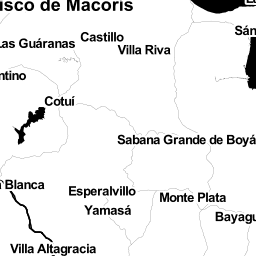 isco de Macorís
Castillo
Sán
as Guáranas
Villa Riva
ntino
Cotuí
Sabana Grande de Boyá
Blanca
Esperalvillo
Monte Plata
Yamasá
Bayagu
Villa Altagracia